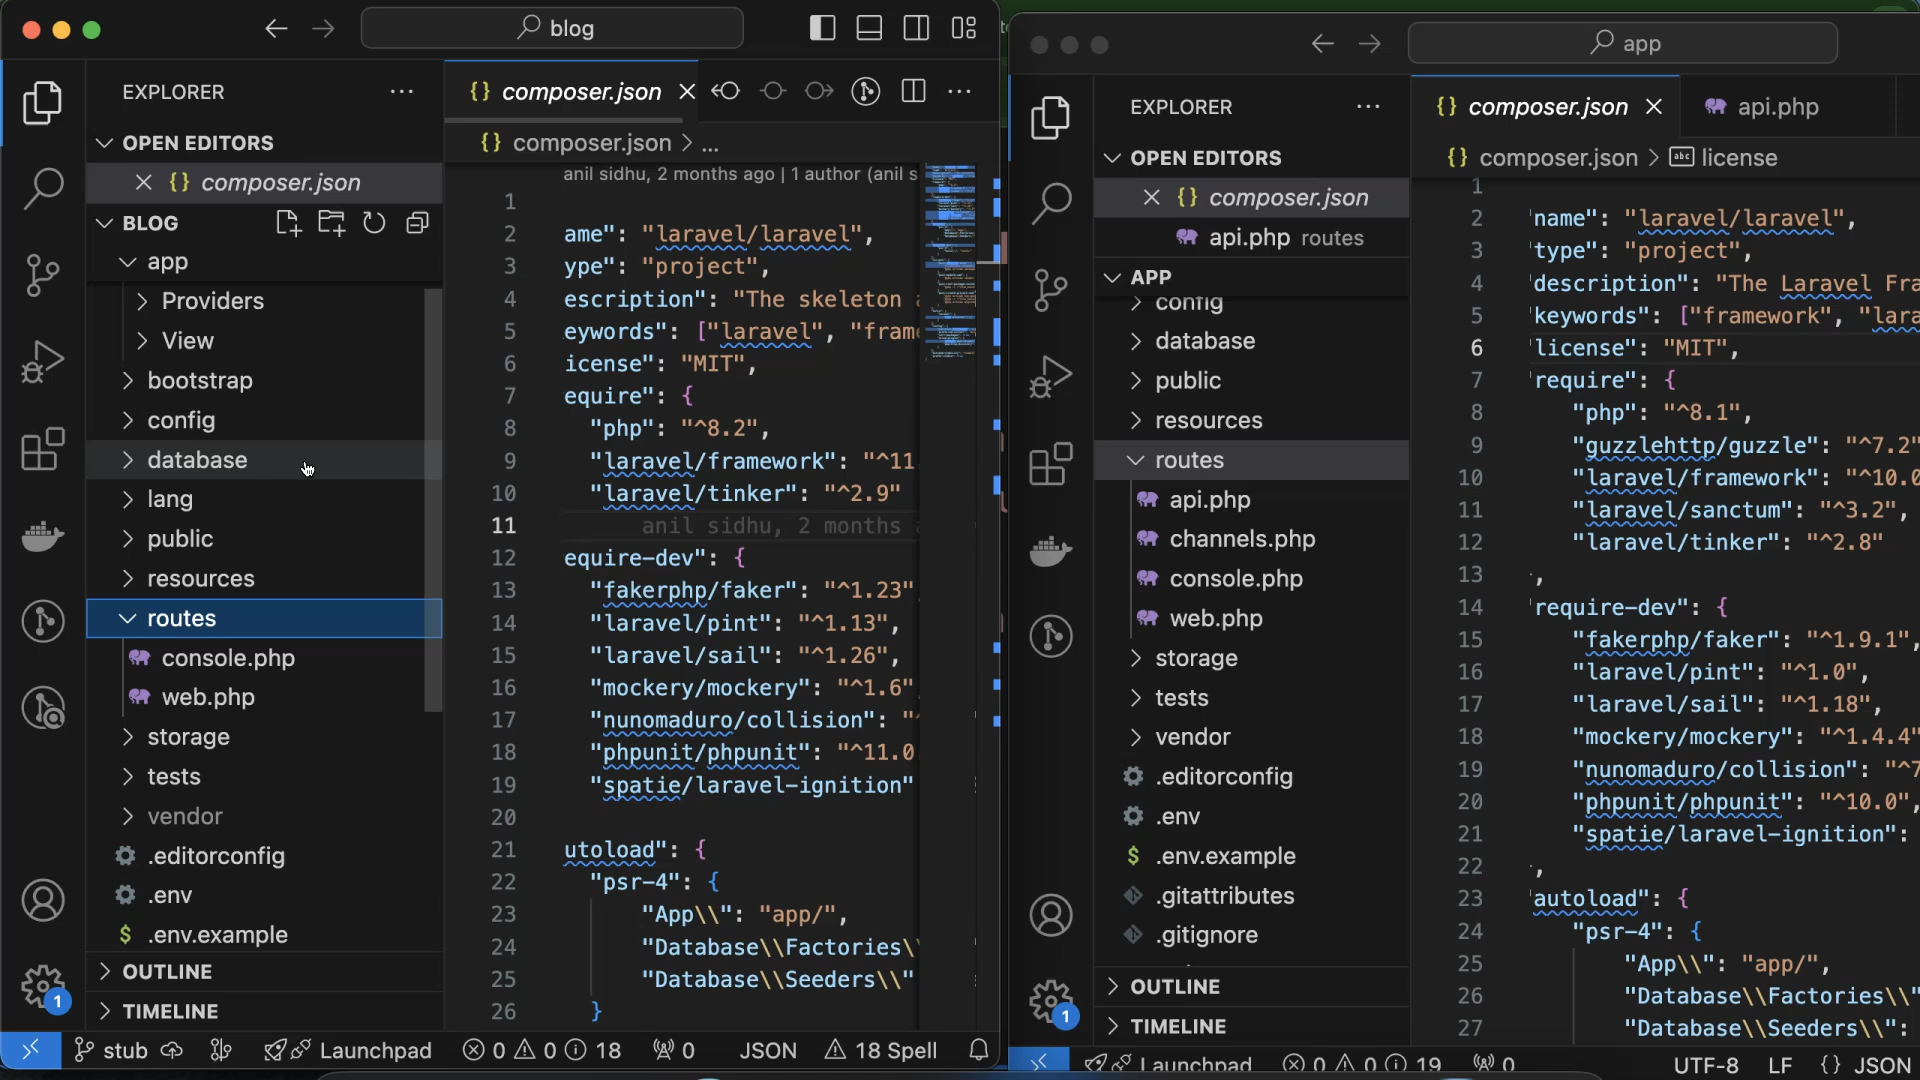 blog
EXPLORER
OPEN EDITORS
{} composer.json
BLOG
app
Providers
View
bootstrap
config
database
lang
public
resources
routes
console.php
web.php
storage
tests
vendor
.editorconfig
.env
$ .env.example
OUTLINE
TIMELINE
1
{} composer.json
{} composer.json > ...
anil sidhu, 2 months ago | 1 author (anil s
1
2 ame": "laravel/laravel",
3 ype": "project",
4 escription": "The skeleton
5 eywords": ["laravel", "frame
6 icense": "MIT",
7 equire": {
8 "php": "^8.2",
9 "laravel/framework": "^11.
10 "laravel/tinker": "^2.9"
11 anil sidhu, 2 months
12 equire-dev": {
13 "fakerphp/faker": "^1.23"
14 "laravel/pint": "^1.13",
15 "laravel/sail": "^1.26",
16 "mockery/mockery": "^1.6"
17 "nunomaduro/collision": "^
18 "phpunit/phpunit": "^11.0
19 "spatie/laravel-ignition"
20
21 utoload": {
22 "psr-4": {
23 "App\\": "app/",
24 "Database\\Factories\
25 "Database\\Seeders\\"
26 }
stub Launchpad 0 0 18 0 JSON 18 Spell
app
EXPLORER
OPEN EDITORS
{} composer.json
api.php routes
APP
config
database
public
resources
routes
api.php
channels.php
console.php
web.php
storage
tests
vendor
.editorconfig
.env
$ .env.example
.gitattributes
.gitignore
OUTLINE
TIMELINE
1
{} composer.json api.php
{} composer.json > abc license
1
2 'name": "laravel/laravel",
3 'type": "project",
4 'description": "The Laravel Fra
5 'keywords": ["framework", "lara
6 'license": "MIT",
7 'require": {
8 "php": "^8.1",
9 "guzzlehttp/guzzle": "^7.2"
10 "laravel/framework": "^10.0
11 "laravel/sanctum": "^3.2",
12 "laravel/tinker": "^2.8"
13 ,
14 'require-dev": {
15 "fakerphp/faker": "^1.9.1",
16 "laravel/pint": "^1.0",
17 "laravel/sail": "^1.18",
18 "mockery/mockery": "^1.4.4"
19 "nunomaduro/collision": "^7
20 "phpunit/phpunit": "^10.0",
21 "spatie/laravel-ignition":
22 ,
23 'autoload": {
24 "psr-4": {
25 "App\\": "app/",
26 "Database\\Factories\\"
27 "Database\\Seeders\\":
Launchpad 0 0 19 0 UTF-8 LF {} JSON